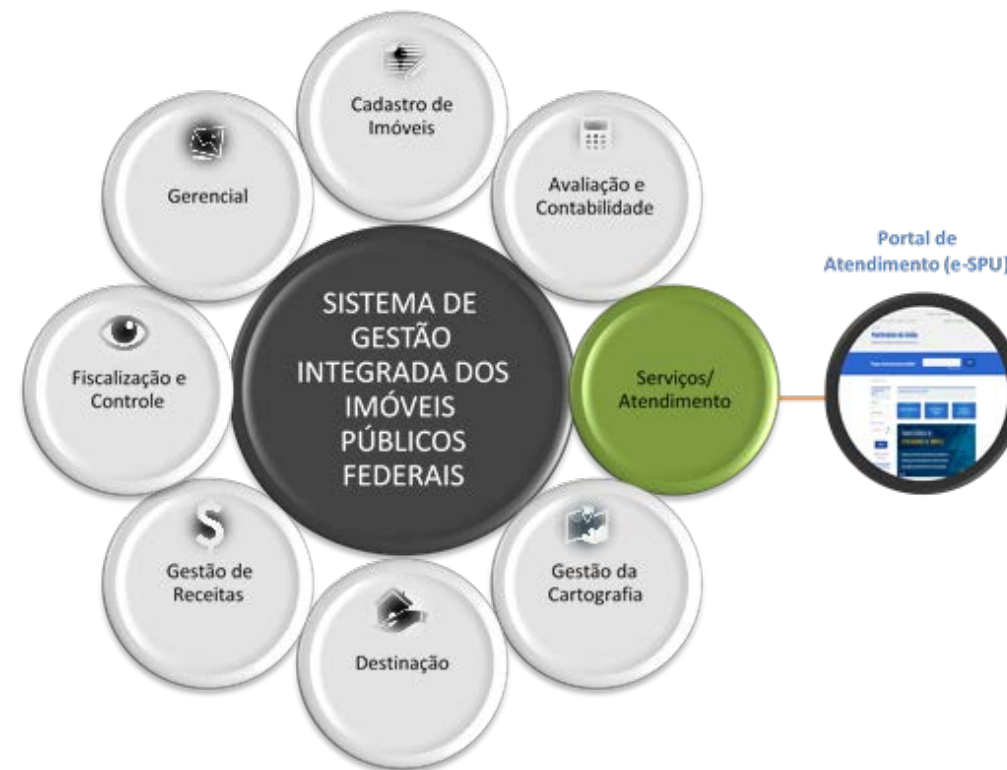 Cadastro de
Imóveis
Avaliação e
Contabilidade
Gerencial
Portal de
Atendimento (e-SPU)
SISTEMA DE
GESTÃO
INTEGRADA DOS
IMÓVEIS
PÚBLICOS
FEDERAIS
Fiscalização e
Controle
Serviços/
Atendimento
Gestão de
Receitas
Gestão da
Cartografia
Destinação